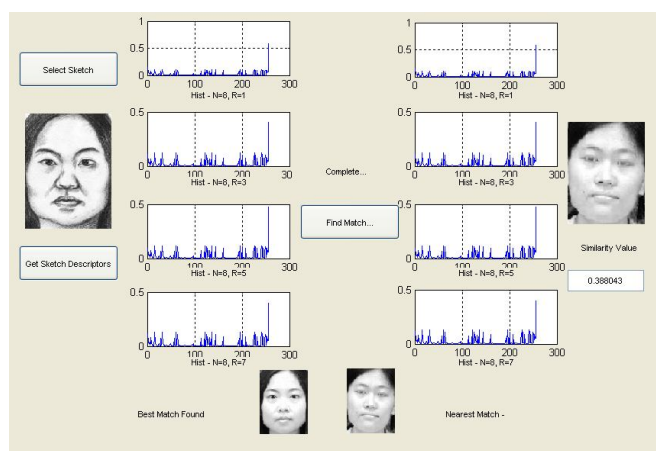 1
1
0.5
0.5
Select Sketch
0
0
0 100 200 300
0 100 200 300
Hist - N=8, R=1
Hist - N=8, R=1
0.5
0.5
Complete...
0
0
0 100 200 300
0 100 200 30
Hist - N=8, R=3
Hist - N=8, R=3
0.5
0.5
Find Match...
Similarity Value
Get Sketch Descriptors
0
0
0 100 200 300
0 100 200 300
Hist - N=8, R=5
Hist - N=8, R=5
0.388043
0.5
0.5
0
0
0 100 200 300
0 100 200 300
Hist - N=8, R=7
Hist - N=8, R=7
Best Match Found
Nearest Match -